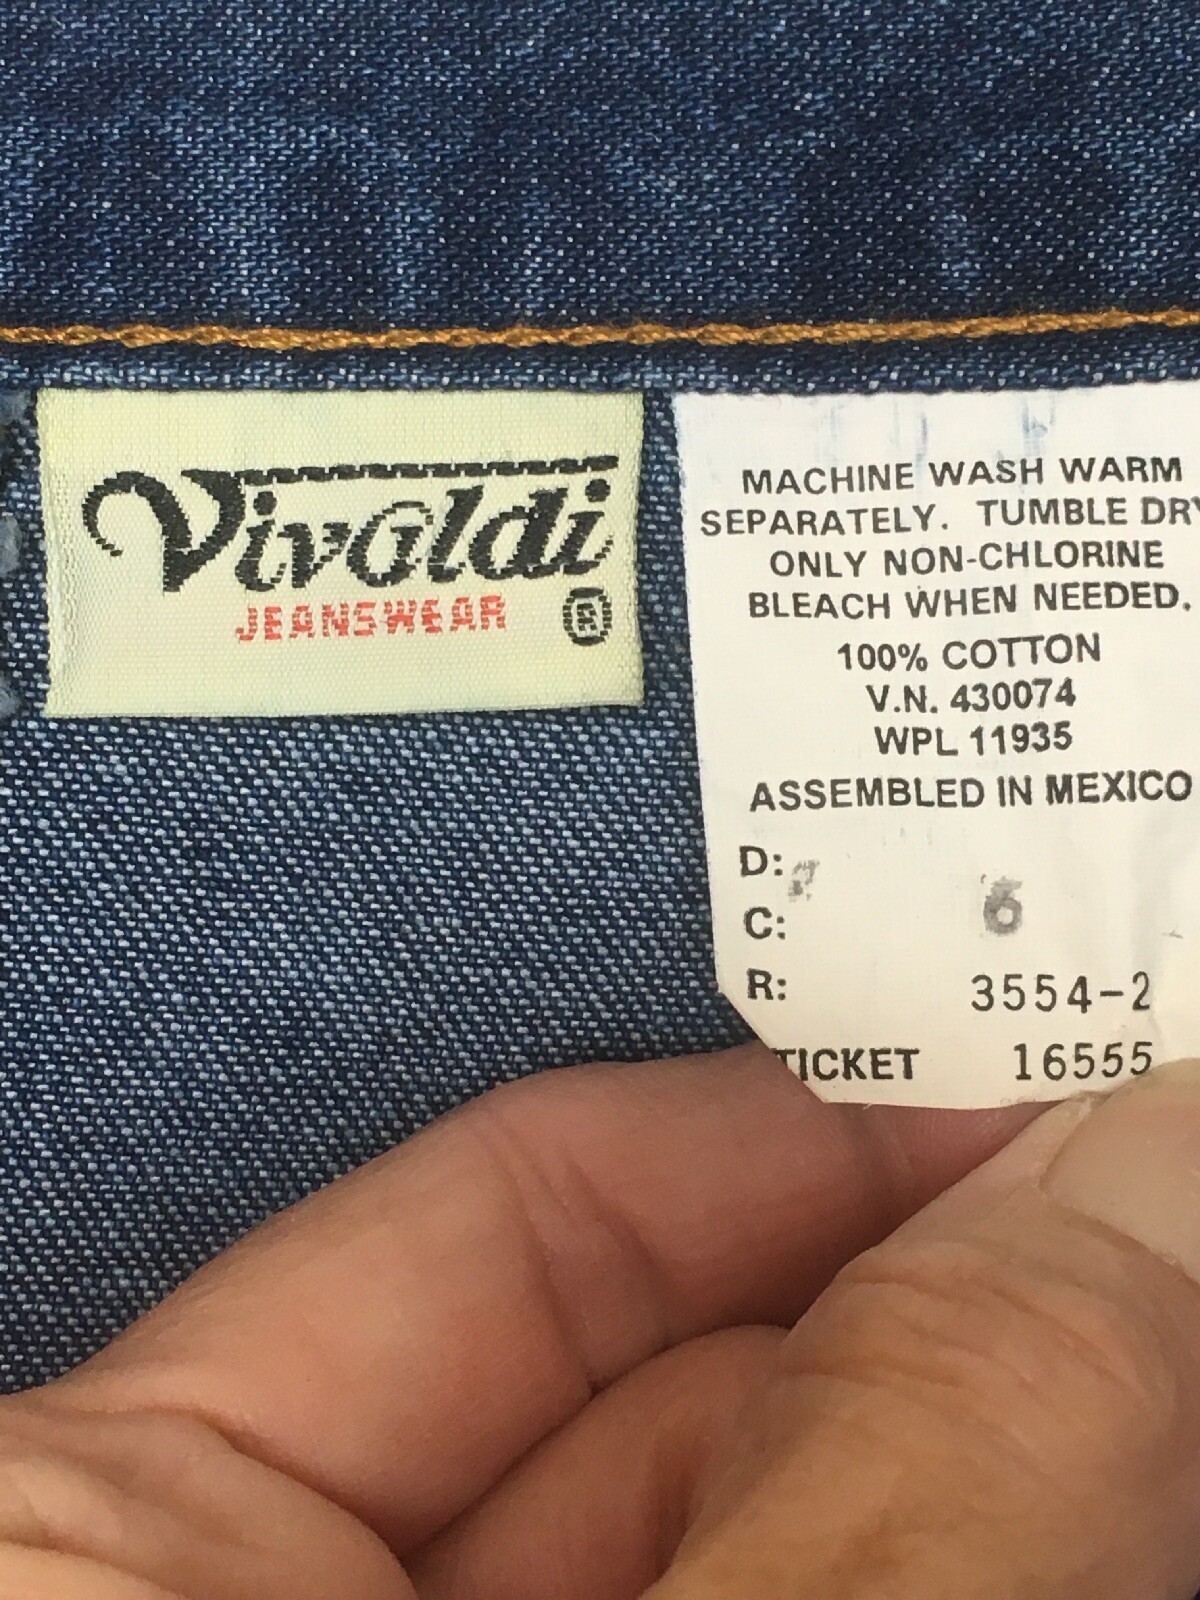 Vivaldi
JEANSWEAR ®
MACHINE WASH WARM
SEPARATELY. TUMBLE DRY
ONLY NON-CHLORINE
BLEACH WHEN NEEDED.
100% COTTON
V.N. 430074
WPL 11935
ASSEMBLED IN MEXICO
D:
C: 6
R: 3554-2
TICKET 16555